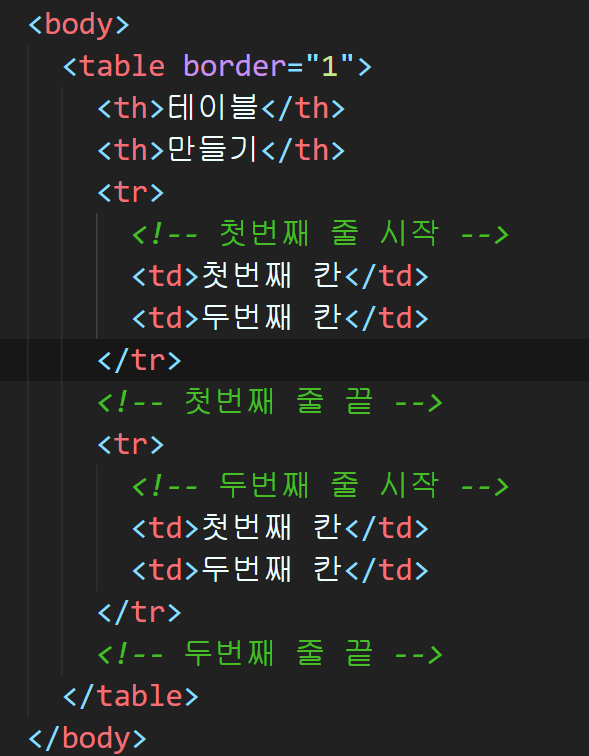 <body>
<table border="1">
<th>테이블</th>
<th>만들기</th>
<tr>
<!-- 첫번째 줄 시작 -->
<td>첫번째 칸</td>
<td>두번째 칸</td>
</tr>
<!-- 첫번째 줄 끝 -->
<tr>
<!-- 두번째 줄 시작 -->
<td>첫번째 칸</td>
<td>두번째 칸</td>
</tr>
<!-- 두번째 줄 끝 -->
</table>
</body>